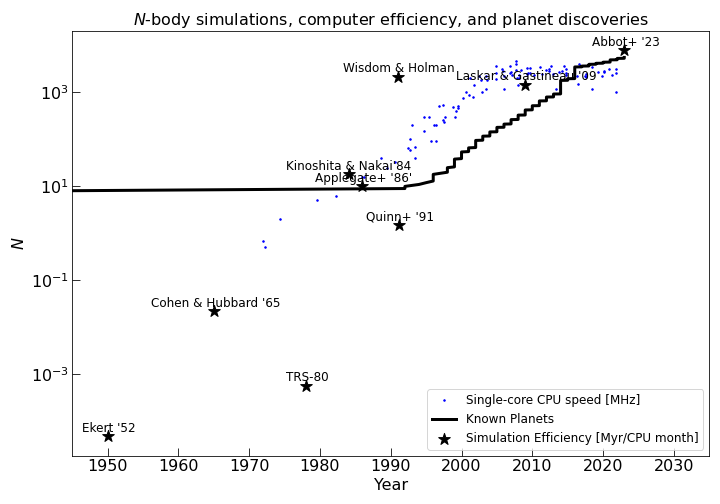 N-body simulations, computer efficiency, and planet discoveries
Abbot+ '23
Wisdom & Holman
Laskar & Gastineau '09
10³
Kinoshita & Nakai'84
Applegate+ '86'
10¹
Quinn+ '91
N
10⁻¹
Cohen & Hubbard '65
TRS-80
10⁻³
Ekert '52
Single-core CPU speed [MHz]
Known Planets
Simulation Efficiency [Myr/CPU month]
1950 1960 1970 1980 1990 2000 2010 2020 2030
Year